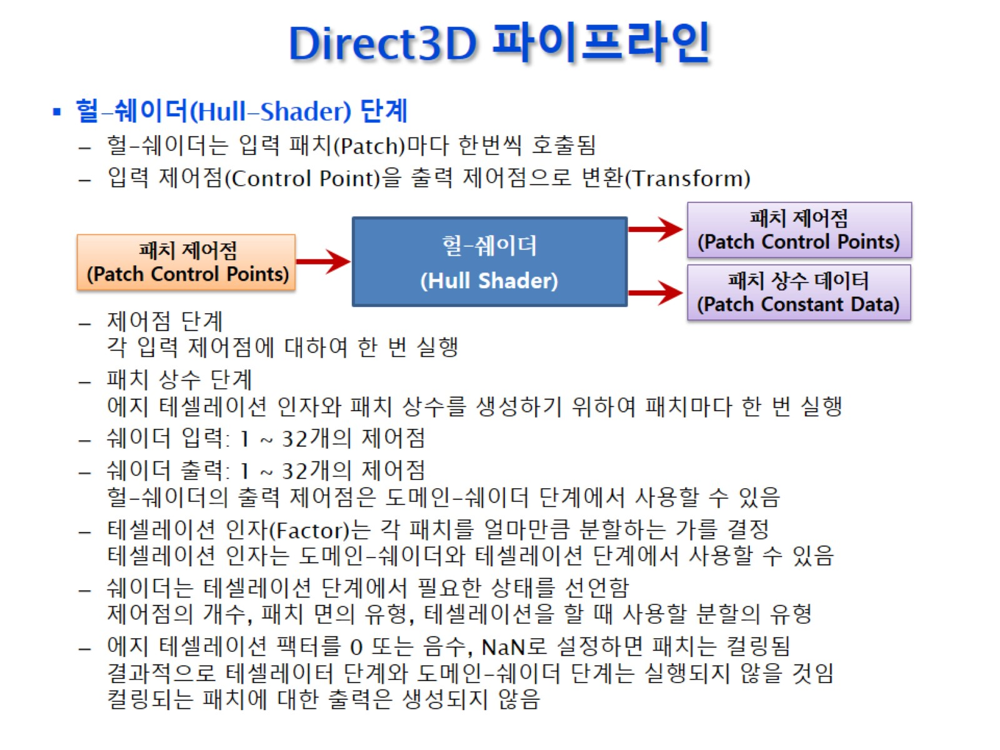 Direct3D 파이프라인
▪ 헐-쉐이더(Hull-Shader) 단계
– 헐-쉐이더는 입력 패치(Patch)마다 한번씩 호출됨
– 입력 제어점(Control Point)을 출력 제어점으로 변환(Transform)
패치 제어점
(Patch Control Points)
헐-쉐이더
(Hull Shader)
패치 제어점
(Patch Control Points)
패치 상수 데이터
(Patch Constant Data)
– 제어점 단계
각 입력 제어점에 대하여 한 번 실행
– 패치 상수 단계
에지 테셀레이션 인자와 패치 상수를 생성하기 위하여 패치마다 한 번 실행
– 쉐이더 입력: 1 ~ 32개의 제어점
– 쉐이더 출력: 1 ~ 32개의 제어점
헐-쉐이더의 출력 제어점은 도메인-쉐이더 단계에서 사용할 수 있음
– 테셀레이션 인자(Factor)는 각 패치를 얼마만큼 분할하는 가를 결정
테셀레이션 인자는 도메인-쉐이더와 테셀레이션 단계에서 사용할 수 있음
– 쉐이더는 테셀레이션 단계에서 필요한 상태를 선언함
제어점의 개수, 패치 면의 유형, 테셀레이션을 할 때 사용할 분할의 유형
– 에지 테셀레이션 팩터를 0 또는 음수, NaN로 설정하면 패치는 컬링됨
결과적으로 테셀레이터 단계와 도메인-쉐이더 단계는 실행되지 않을 것임
컬링되는 패치에 대한 출력은 생성되지 않음